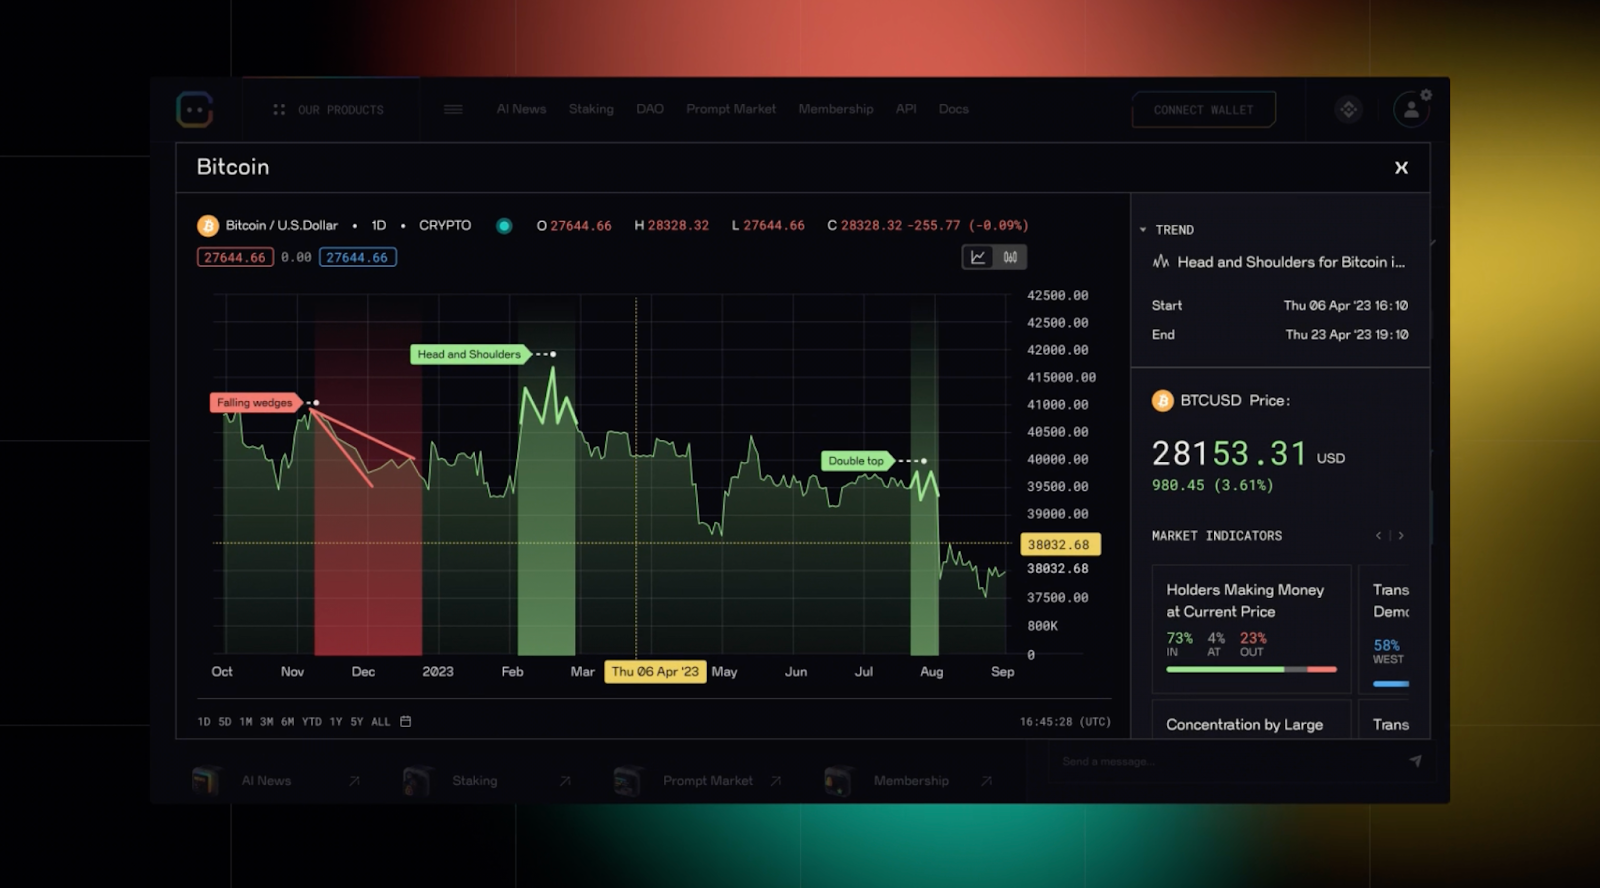 OUR PRODUCTS
AI News
Staking
DAO
Prompt Market
Membership
API
Docs
CONNECT WALLET
Bitcoin
X
Bitcoin / U.S.Dollar • 1D • CRYPTO
O 27644.66 H 28328.32 L 27644.66 C 28328.32 -255.77 (-0.09%)
27644.66 0.00 27644.66
42500.00
42500.00
42000.00
415000.00
41000.00
40500.00
40000.00
39500.00
39000.00
38032.68
38032.68
37500.00
800K
0
Head and Shoulders
Falling wedges
Double top
Oct Nov Dec 2023 Feb Mar Thu 06 Apr '23 May Jun Jul Aug Sep
1D 5D 1M 3M 6M YTD 1Y 5Y ALL
16:45:28 (UTC)
TREND
Head and Shoulders for Bitcoin i...
Start Thu 06 Apr '23 16:10
End Thu 23 Apr '23 19:10
BTCUSD Price:
28153.31 USD
980.45 (3.61%)
MARKET INDICATORS
Holders Making Money
at Current Price
73% 4% 23%
IN AT OUT
Trans
Demo
58%
WEST
Concentration by Large
Trans
AI News
Staking
Prompt Market
Membership
Send a message...